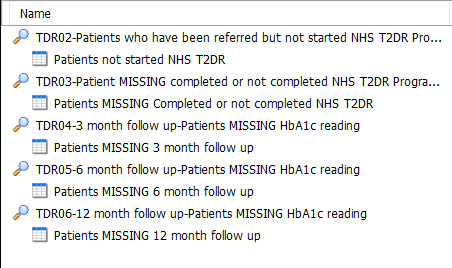 Name
TDR02-Patients who have been referred but not started NHS T2DR Pro...
Patients not started NHS T2DR
TDR03-Patient MISSING completed or not completed NHS T2DR Progra...
Patients MISSING Completed or not completed NHS T2DR
TDR04-3 month follow up-Patients MISSING HbA1c reading
Patients MISSING 3 month follow up
TDR05-6 month follow up-Patients MISSING HbA1c reading
Patients MISSING 6 month follow up
TDR06-12 month follow up-Patients MISSING HbA1c reading
Patients MISSING 12 month follow up